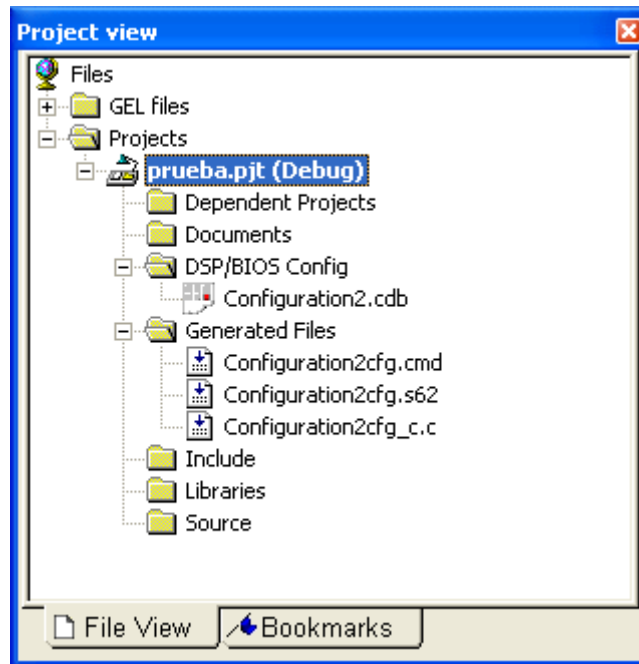 Project view
Files
GEL files
Projects
prueba.pjt (Debug)
Dependent Projects
Documents
DSP/BIOS Config
Configuration2.cdb
Generated Files
Configuration2cfg.cmd
Configuration2cfg.s62
Configuration2cfg_c.c
Include
Libraries
Source
File View Bookmarks